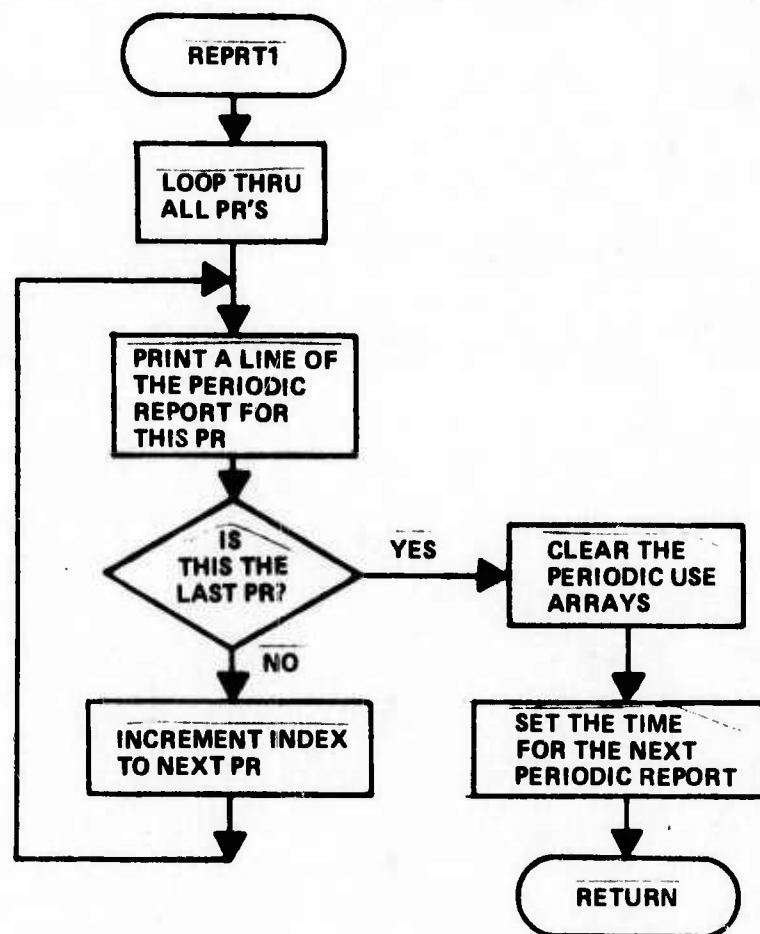 REPRT1
LOOP THRU
ALL PR'S
PRINT A LINE OF
THE PERIODIC
REPORT FOR
THIS PR
IS
THIS THE
LAST PR?
YES
NO
INCREMENT INDEX
TO NEXT PR
CLEAR THE
PERIODIC USE
ARRAYS
SET THE TIME
FOR THE NEXT
PERIODIC REPORT
RETURN